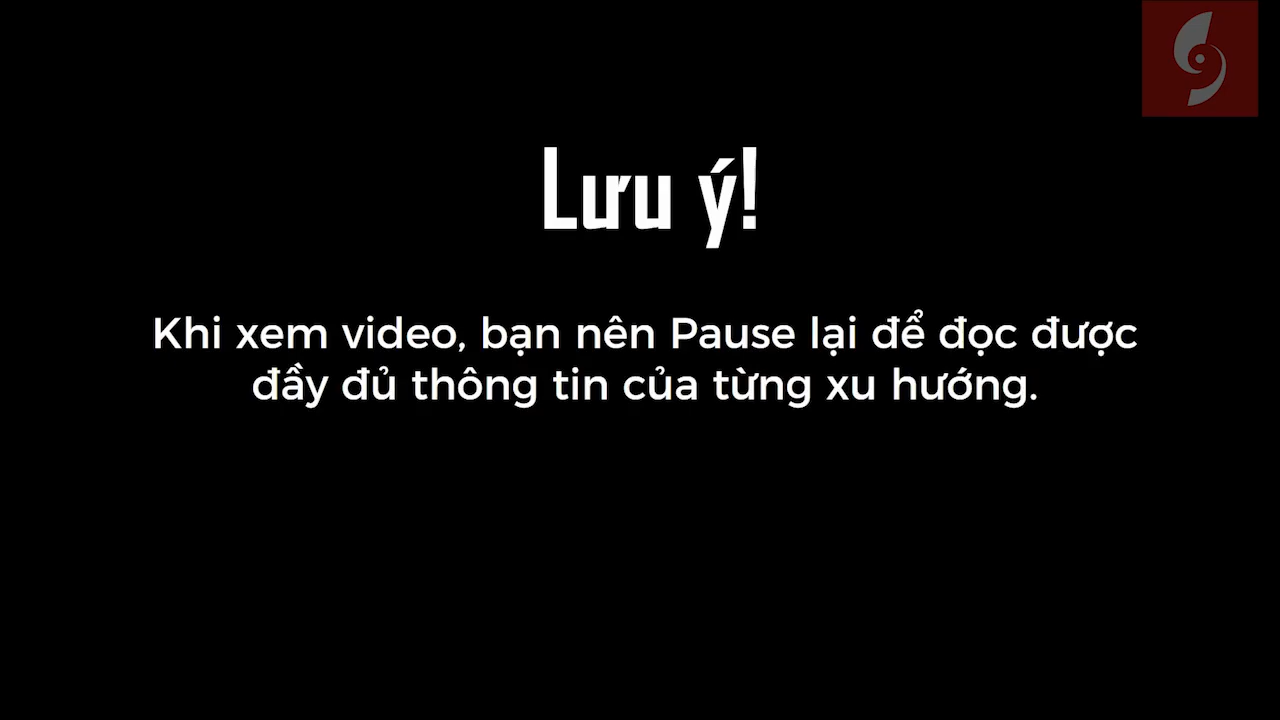 Lưu ý!
Khi xem video, bạn nên Pause lại để đọc được
đầy đủ thông tin của từng xu hướng.